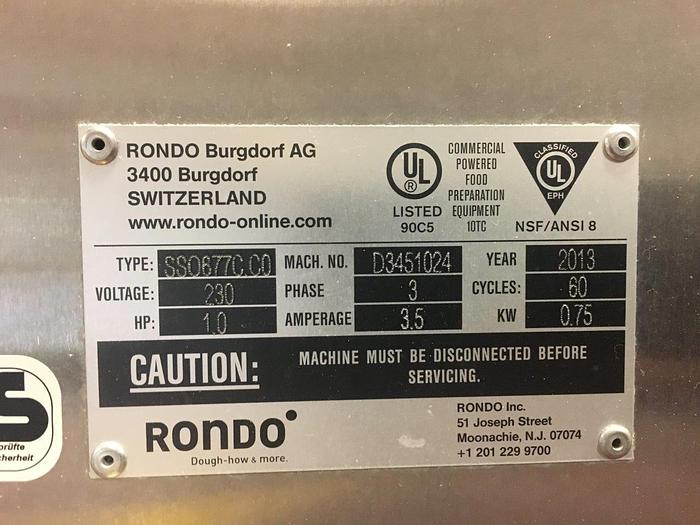 RONDO Burgdorf AG
3400 Burgdorf
SWITZERLAND
www.rondo-online.com
UL
®
LISTED
90C5
COMMERCIAL
POWERED
FOOD
PREPARATION
EQUIPMENT
10TC
CLASSIFIED
UL
EPH
NSF/ANSI 8
TYPE: SSO677C.C0 MACH. NO. D3451024 YEAR 2013
VOLTAGE: 230 PHASE 3 CYCLES: 60
HP: 1.0 AMPERAGE 3.5 KW 0.75
CAUTION: MACHINE MUST BE DISCONNECTED BEFORE
SERVICING.
RONDO
Dough-how & more.
RONDO Inc.
51 Joseph Street
Moonachie, N.J. 07074
+1 201 229 9700
S
prüfte
cherheit